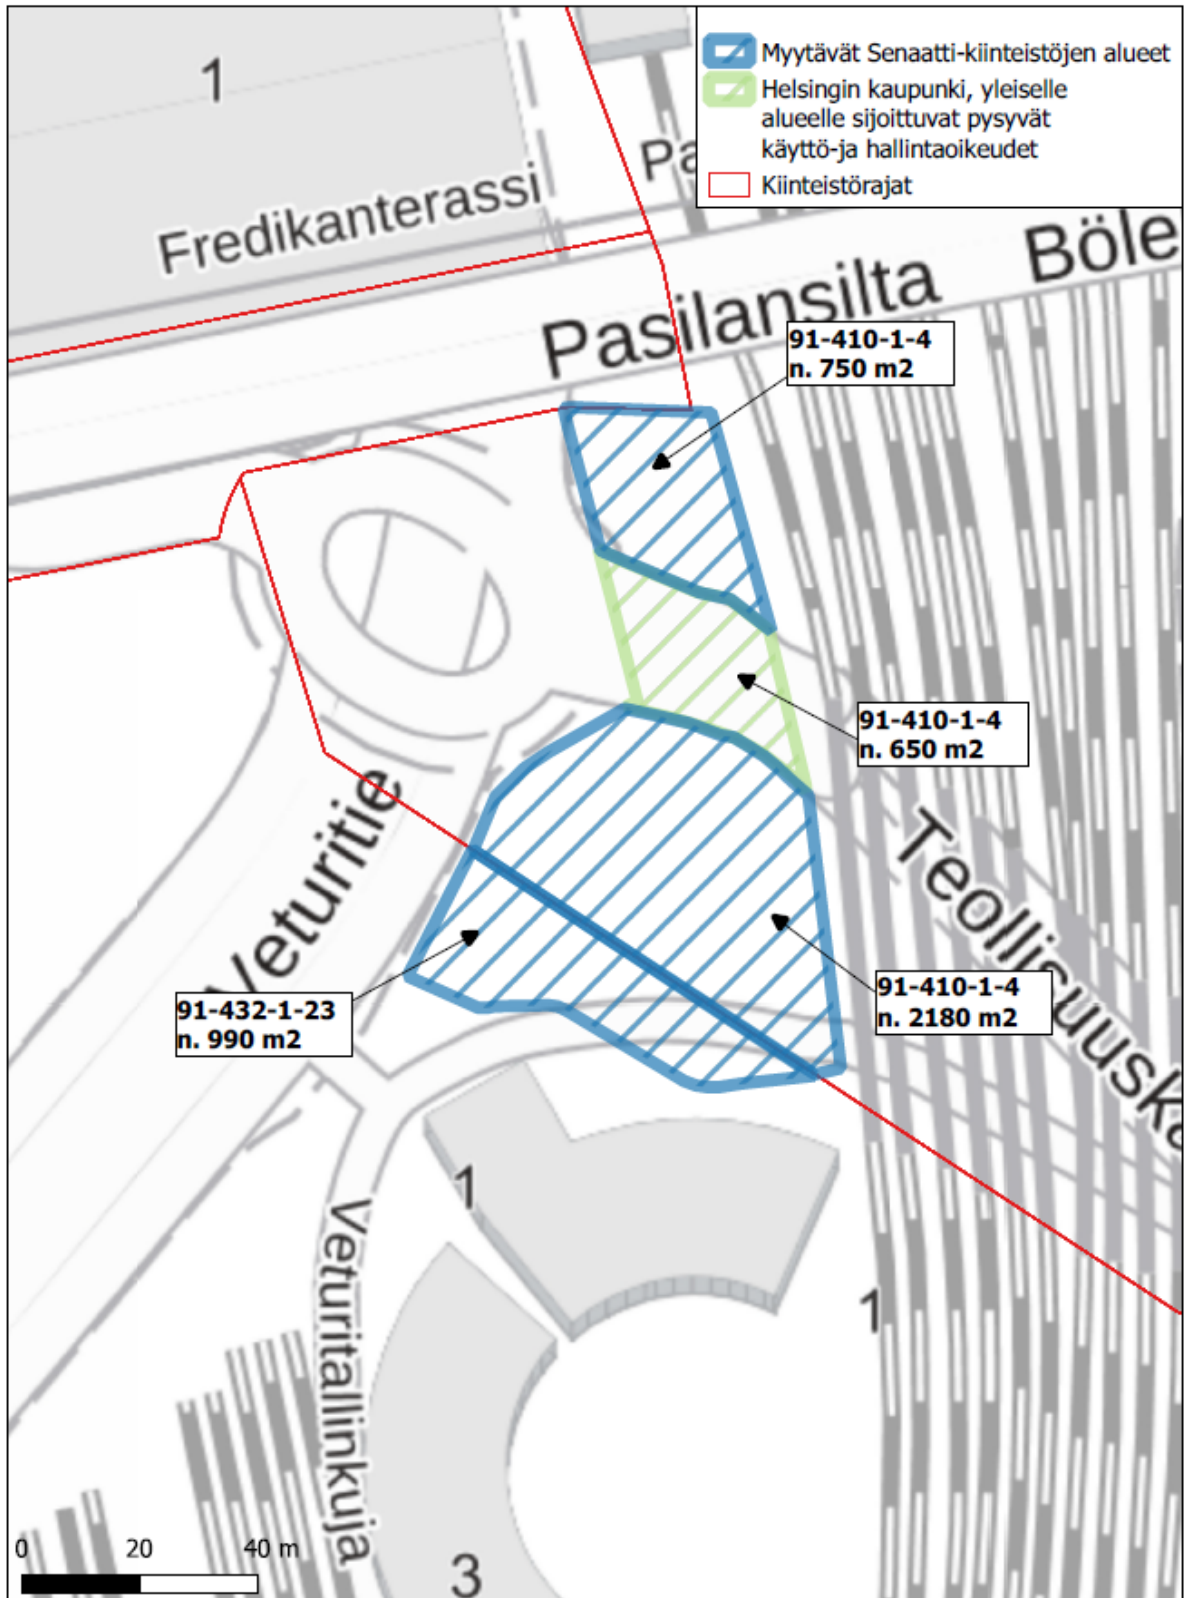 Myytävät Senaatti-kiinteistöjen alueet
Helsingin kaupunki, yleiselle
alueelle sijoittuvat pysyvät
käyttö-ja hallintaoikeudet
Kiinteistörajat
1
Pa
Fredikanterassi
Böle
Pasilansilta
91-410-1-4
n. 750 m2
91-410-1-4
n. 650 m2
Veturitie
Teollisuuska
91-410-1-4
n. 2180 m2
91-432-1-23
n. 990 m2
1
Veturitallinkuja
1
3
0 20 40 m